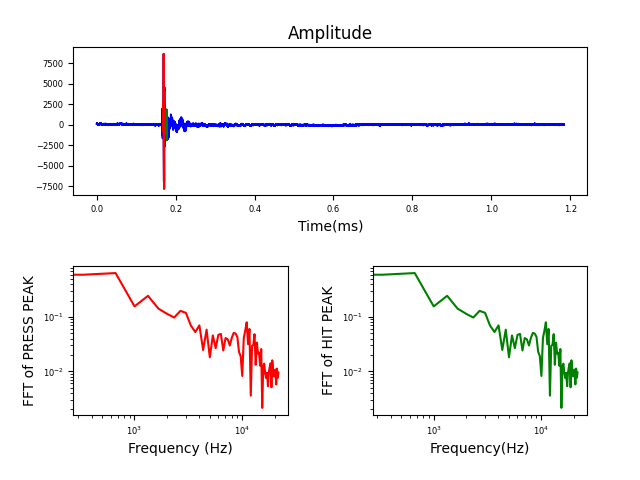 Amplitude
7500
5000
2500
0
−2500
−5000
−7500
0.0 0.2 0.4 0.6 0.8 1.0 1.2
Time(ms)
FFT of PRESS PEAK
10⁻¹
10⁻²
10³ 10⁴
Frequency (Hz)
FFT of HIT PEAK
10⁻¹
10⁻²
10³ 10⁴
Frequency(Hz)